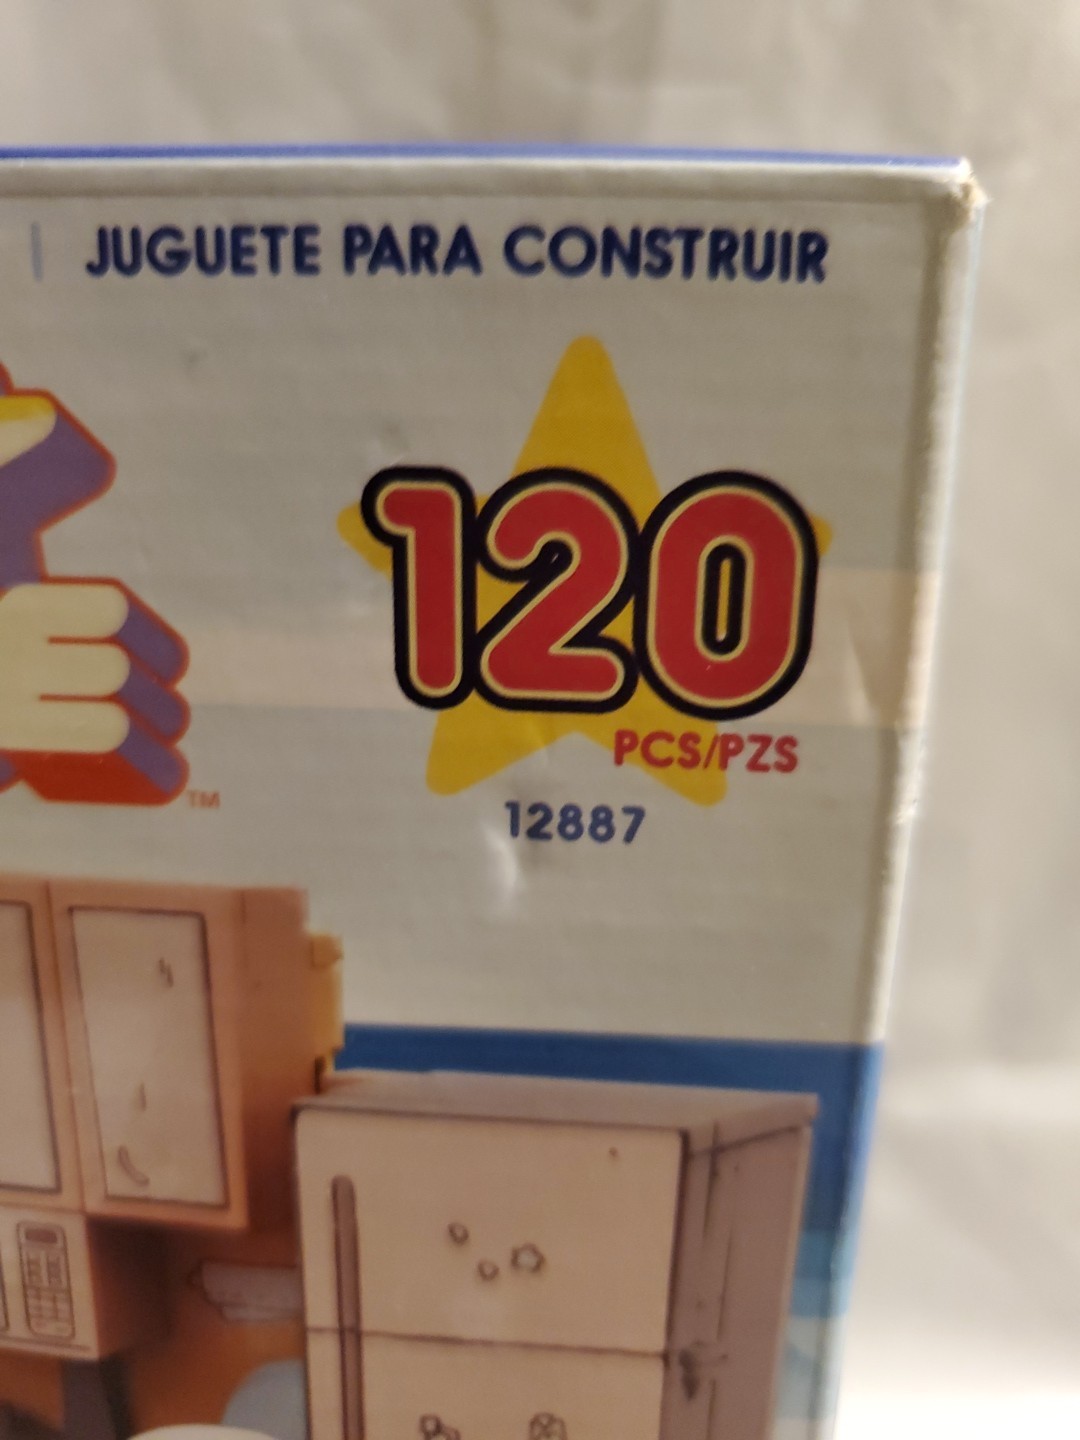 JUGUETE PARA CONSTRUIR
120
PCS/PZS
E
TM
12887